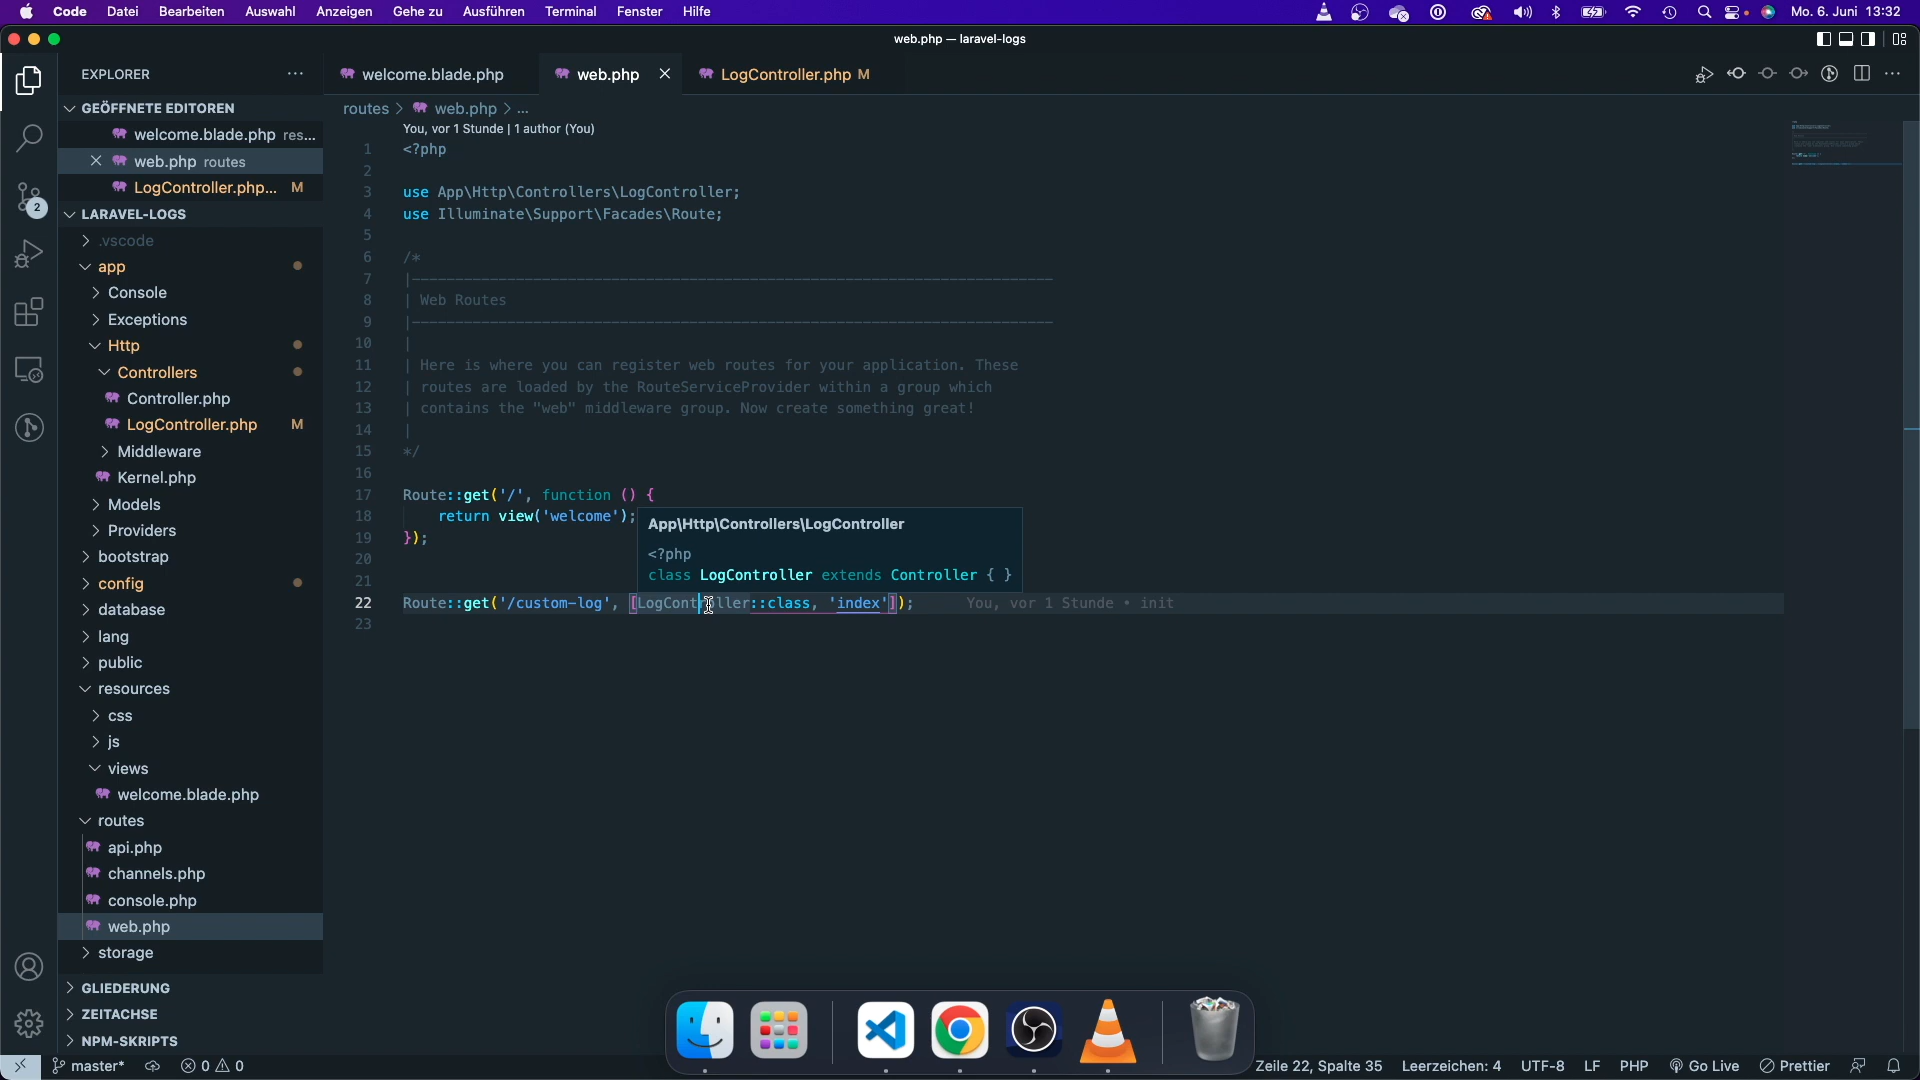 Code Datei Bearbeiten Auswahl Anzeigen Gehe zu Ausführen Terminal Fenster Hilfe
Mo. 6. Juni 13:32
web.php — laravel-logs
EXPLORER
GEÖFFNETE EDITOREN
welcome.blade.php res...
web.php routes
LogController.php... M
2
LARAVEL-LOGS
.vscode
app
Console
Exceptions
Http
Controllers
Controller.php
LogController.php M
Middleware
Kernel.php
Models
Providers
bootstrap
config
database
lang
public
resources
css
js
views
welcome.blade.php
routes
api.php
channels.php
console.php
web.php
storage
GLIEDERUNG
ZEITACHSE
NPM-SKRIPTS
welcome.blade.php
web.php
LogController.php M
routes > web.php > ...
You, vor 1 Stunde | 1 author (You)
1 <?php
2
3 use App\Http\Controllers\LogController;
4 use Illuminate\Support\Facades\Route;
5
6 /*
7 |--------------------------------------------------------------------------
8 | Web Routes
9 |--------------------------------------------------------------------------
10 |
11 | Here is where you can register web routes for your application. These
12 | routes are loaded by the RouteServiceProvider within a group which
13 | contains the "web" middleware group. Now create something great!
14 |
15 */
16
17 Route::get('/', function () {
18 return view('welcome');
19 });
20
21
22 Route::get('/custom-log', [LogController::class, 'index']); You, vor 1 Stunde • init
23
App\Http\Controllers\LogController
<?php
class LogController extends Controller { }
master* 0 0
Zeile 22, Spalte 35 Leerzeichen: 4 UTF-8 LF PHP Go Live Prettier